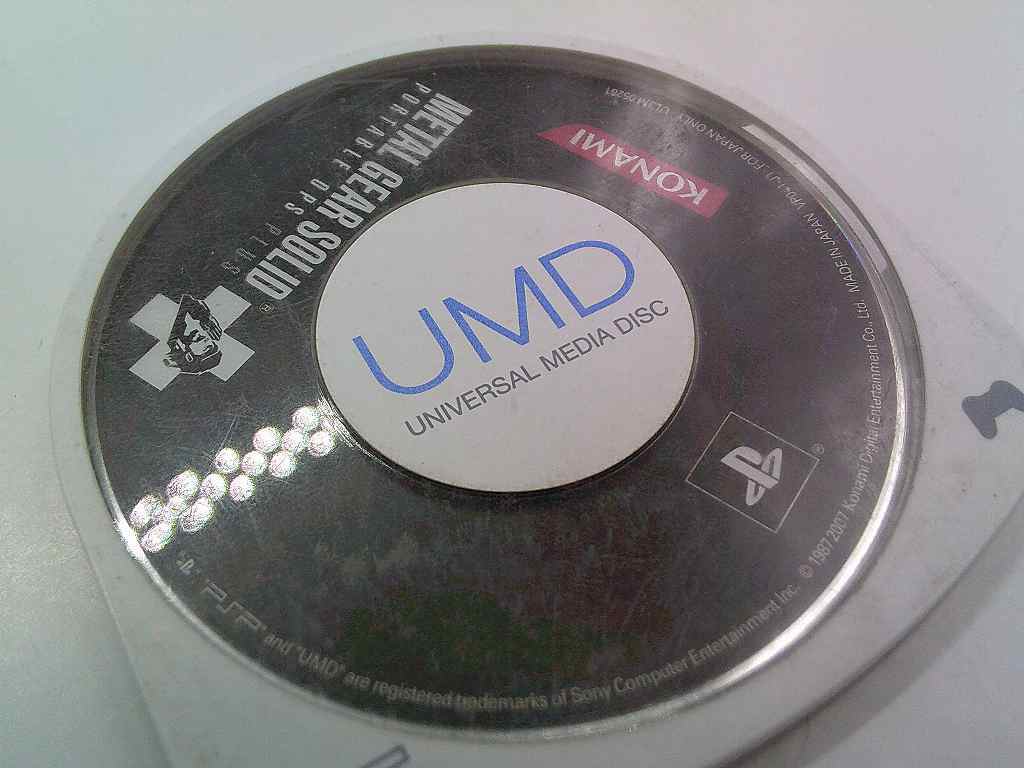 METAL GEAR SOLID®
PORTABLE OPS PLUS
KONAMI
UMD
UNIVERSAL MEDIA DISC
®
PSP
and "UMD" are registered trademarks of Sony Computer Entertainment Inc. © 1987 2007 Konami Digital Entertainment Co., Ltd. MADE IN JAPAN
FOR JAPAN ONLY